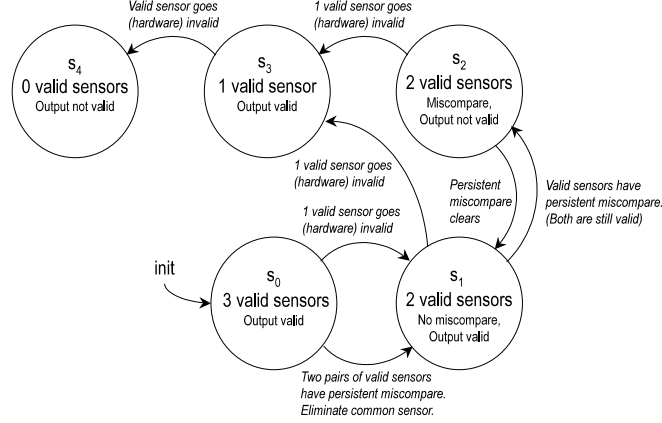 Valid sensor goes
(hardware) invalid
1 valid sensor goes
(hardware) invalid
s4
0 valid sensors
Output not valid
s3
1 valid sensor
Output valid
s2
2 valid sensors
Miscompare,
Output not valid
1 valid sensor goes
(hardware) invalid
Persistent
miscompare
clears
Valid sensors have
persistent miscompare.
(Both are still valid)
1 valid sensor goes
(hardware) invalid
init
s0
3 valid sensors
Output valid
s1
2 valid sensors
No miscompare,
Output valid
Two pairs of valid sensors
have persistent miscompare.
Eliminate common sensor.